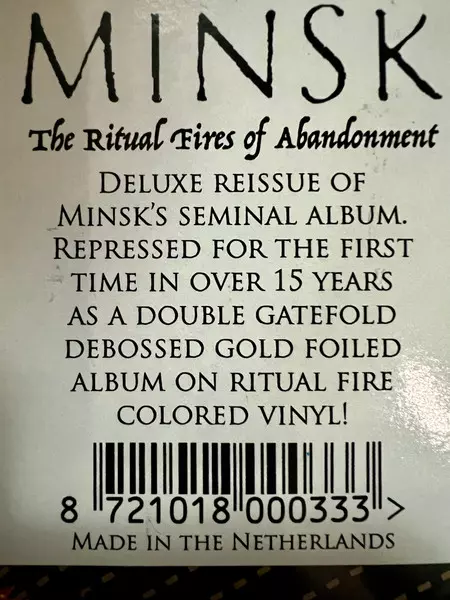 MINSK
The Ritual Fires of Abandonment
DELUXE REISSUE OF
MINSK'S SEMINAL ALBUM.
REPRESSED FOR THE FIRST
TIME IN OVER 15 YEARS
AS A DOUBLE GATEFOLD
DEBOSSED GOLD FOILED
ALBUM ON RITUAL FIRE
COLORED VINYL!
8 721018 000333 >
MADE IN THE NETHERLANDS